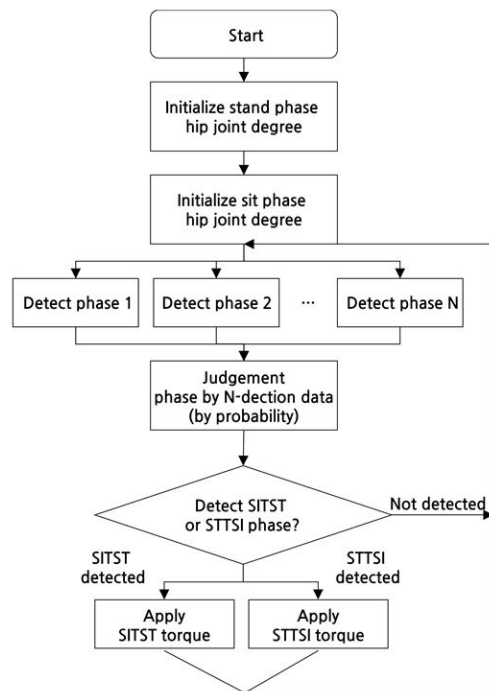 Start
Initialize stand phase
hip joint degree
Initialize sit phase
hip joint degree
Detect phase 1
Detect phase 2
...
Detect phase N
Judgement
phase by N-dection data
(by probability)
Detect SITST
or STTSI phase?
Not detected
SITST
detected
STTSI
detected
Apply
SITST torque
Apply
STTSI torque